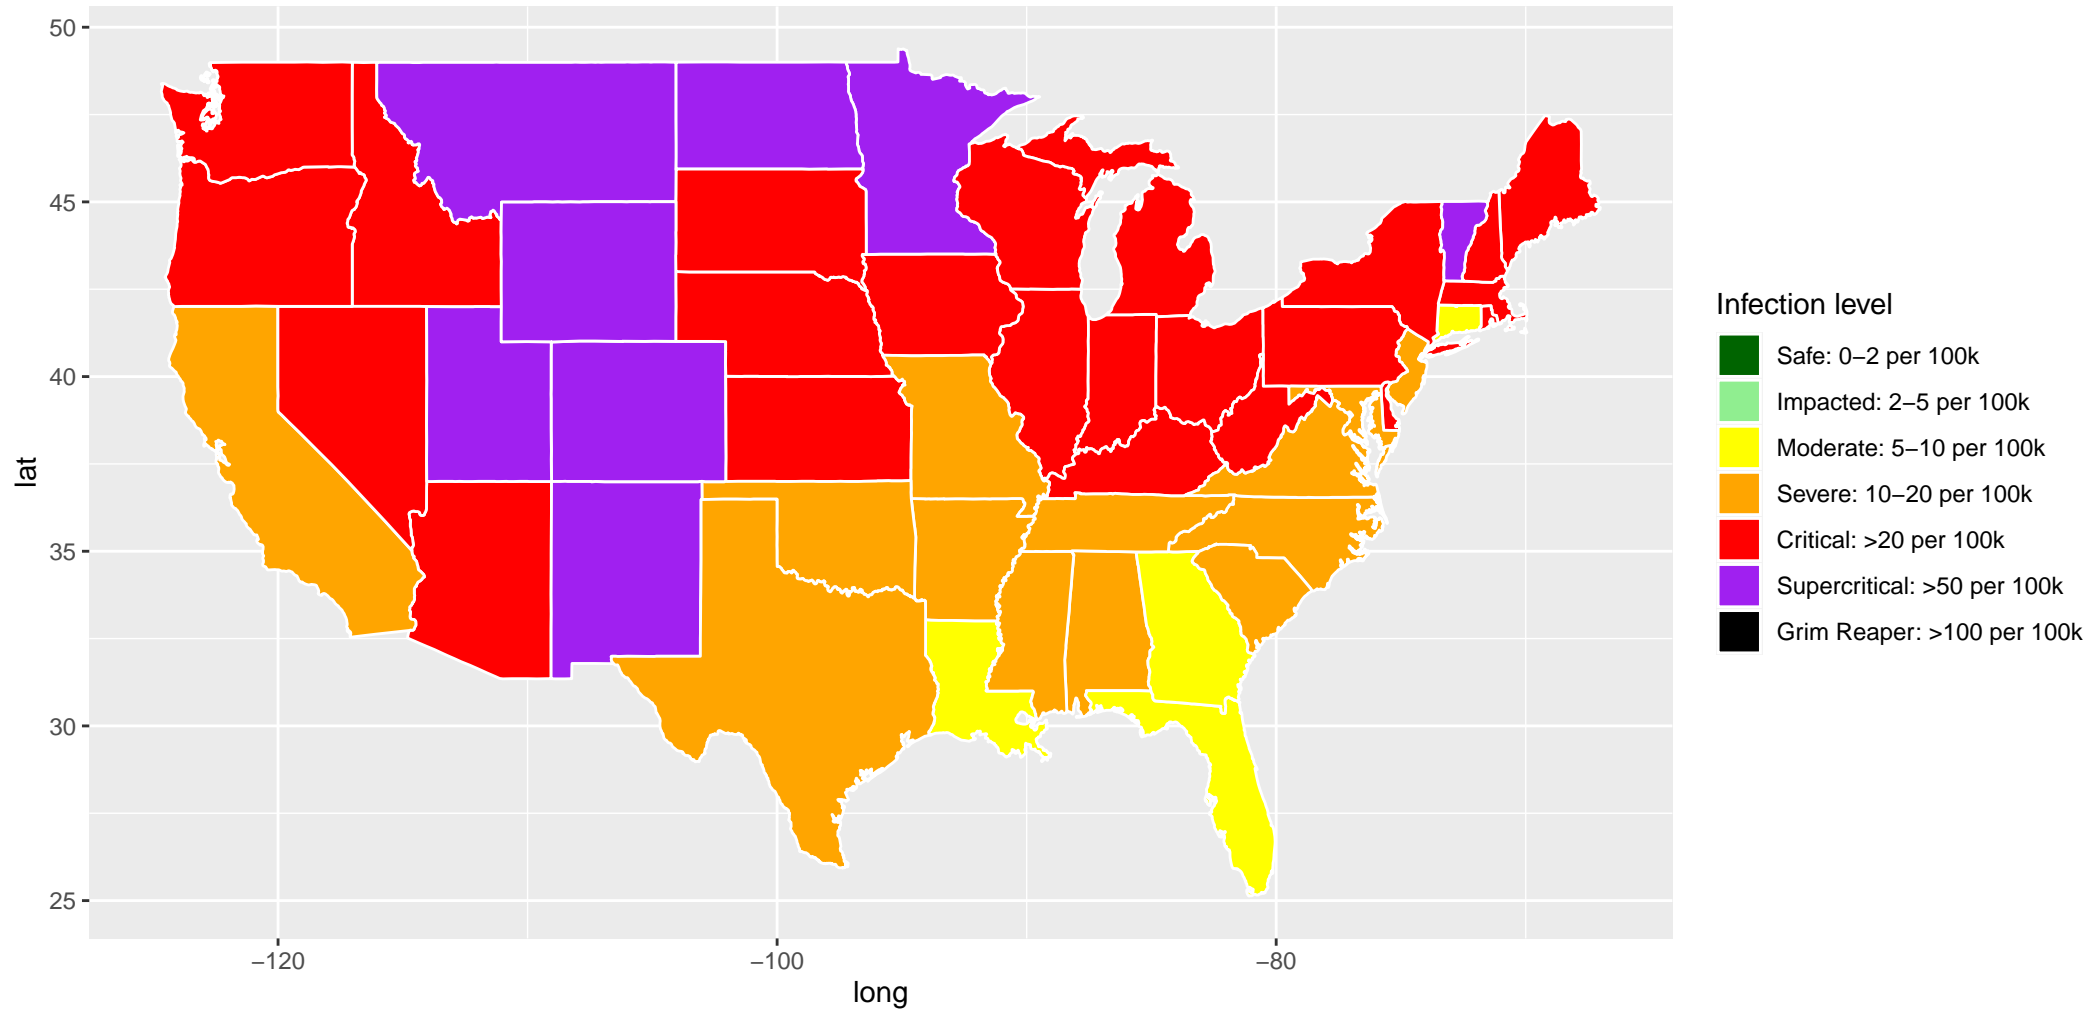 50
45
40
35
30
25
lat
−120
−100
−80
long
Infection level
Safe: 0−2 per 100k
Impacted: 2−5 per 100k
Moderate: 5−10 per 100k
Severe: 10−20 per 100k
Critical: >20 per 100k
Supercritical: >50 per 100k
Grim Reaper: >100 per 100k